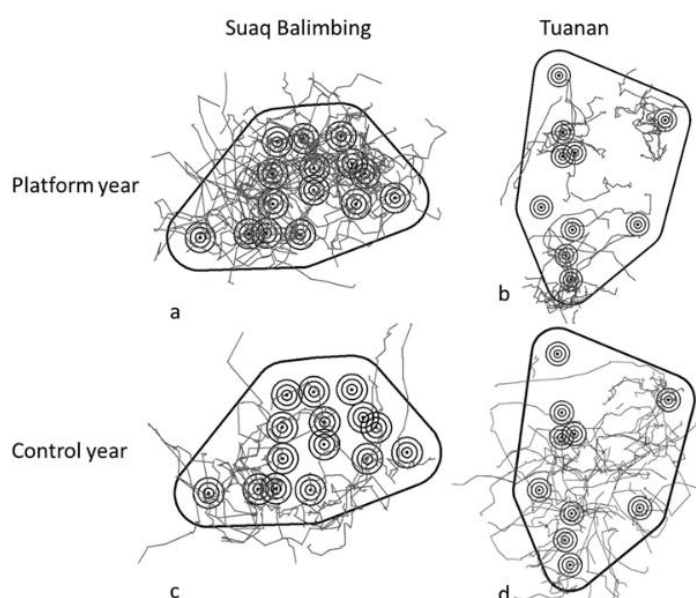 Suaq Balimbing
Tuanan
Platform year
a
b
Control year
c
d